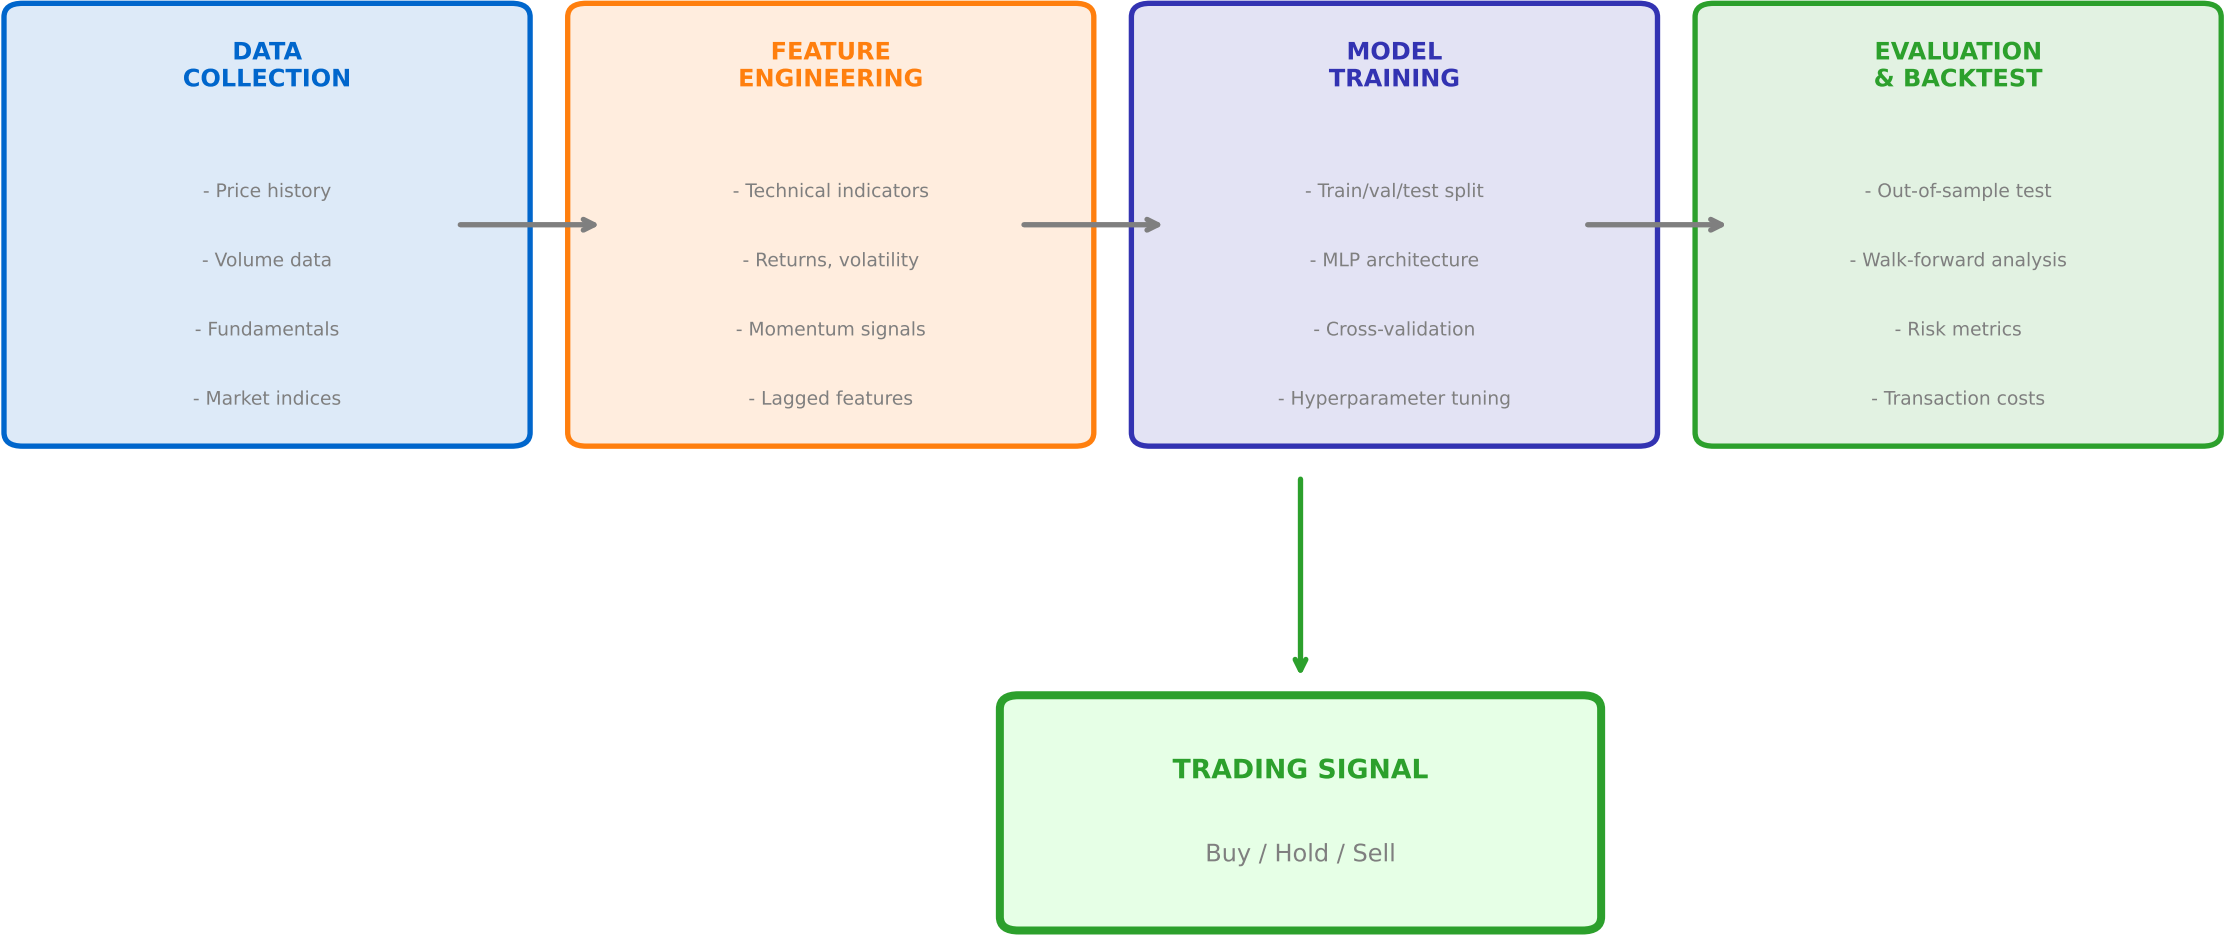 DATA
COLLECTION
- Price history
- Volume data
- Fundamentals
- Market indices
FEATURE
ENGINEERING
- Technical indicators
- Returns, volatility
- Momentum signals
- Lagged features
MODEL
TRAINING
- Train/val/test split
- MLP architecture
- Cross-validation
- Hyperparameter tuning
EVALUATION
& BACKTEST
- Out-of-sample test
- Walk-forward analysis
- Risk metrics
- Transaction costs
TRADING SIGNAL
Buy / Hold / Sell